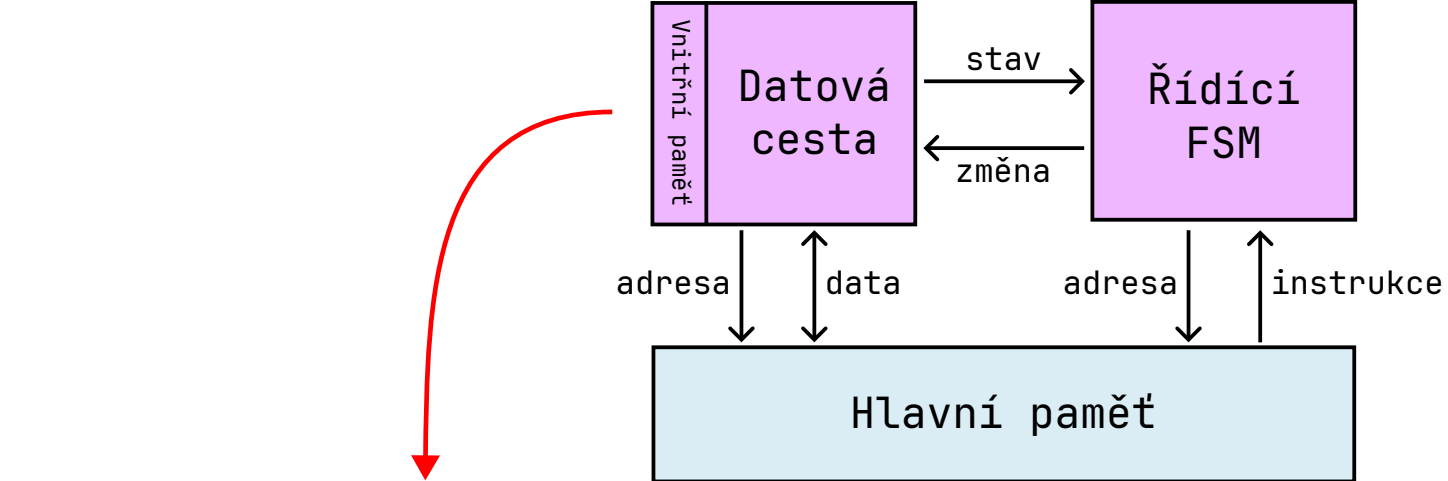 Vnitřní paměť
Datová
cesta
stav
změna
Řídící
FSM
adresa
data
adresa
instrukce
Hlavní paměť